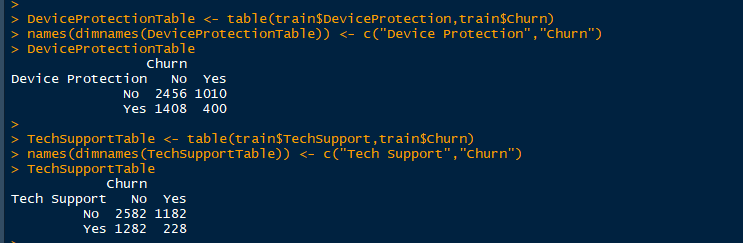 >
> DeviceProtectionTable <- table(train$DeviceProtection,train$Churn)
> names(dimnames(DeviceProtectionTable)) <- c("Device Protection","Churn")
> DeviceProtectionTable
                 Churn
Device Protection   No  Yes
              No  2456 1010
              Yes 1408  400
>
> TechSupportTable <- table(train$TechSupport,train$Churn)
> names(dimnames(TechSupportTable)) <- c("Tech Support","Churn")
> TechSupportTable
            Churn
Tech Support   No  Yes
         No  2582 1182
         Yes 1282  228
>